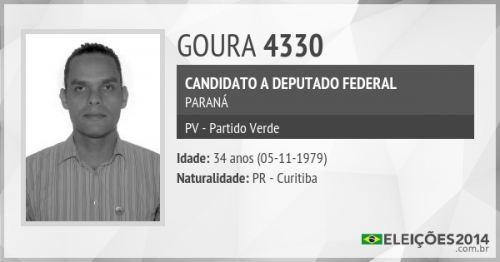 GOURA 4330
CANDIDATO A DEPUTADO FEDERAL
PARANÁ
PV - Partido Verde
Idade: 34 anos (05-11-1979)
Naturalidade: PR - Curitiba
ELEIÇÕES2014
.com.br